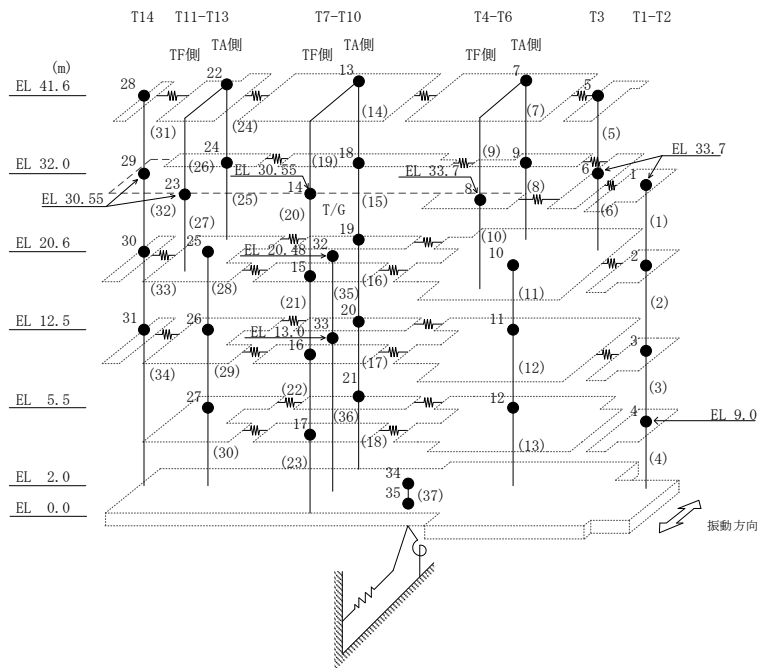 T14 T11−T13 T7−T10 T4−T6 T3 T1−T2
TF側 TA側 TF側 TA側 TF側 TA側
(m)
28 22 13 7 5
EL 41.6
(31) (24) (14) (7) (5)
29 24 18 9 6 EL 33.7
EL 32.0
(26) (19) EL 33.7 (9)
EL 30.55
23 14 8 (8) 1
EL 30.55
(32) (27) (25) (20) T/G (15) (10) (6) (1)
30 25 32 19 10 2
EL 20.6
EL 20.48
15
(33) (28) (35) (16) (11) (2)
31 26 (21) 33 20 11 3
EL 12.5
EL 13.0
16
(34) (29) (17) (12) (3)
27 (22) 21 12 4
EL 5.5
(36) EL 9.0
17
(30) (23) (18) (13) (4)
EL 2.0
34
35 (37)
EL 0.0
振動方向